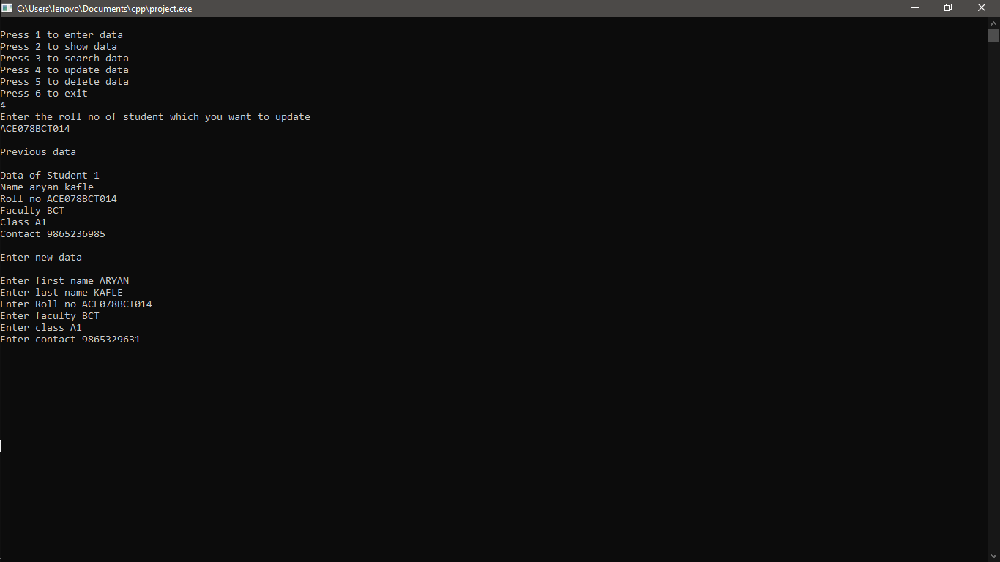 C:\Users\lenovo\Documents\cpp\project.exe
Press 1 to enter data
Press 2 to show data
Press 3 to search data
Press 4 to update data
Press 5 to delete data
Press 6 to exit
4
Enter the roll no of student which you want to update
ACE078BCT014
Previous data
Data of Student 1
Name aryan kafle
Roll no ACE078BCT014
Faculty BCT
Class A1
Contact 9865236985
Enter new data
Enter first name ARYAN
Enter last name KAFLE
Enter Roll no ACE078BCT014
Enter faculty BCT
Enter class A1
Enter contact 9865329631